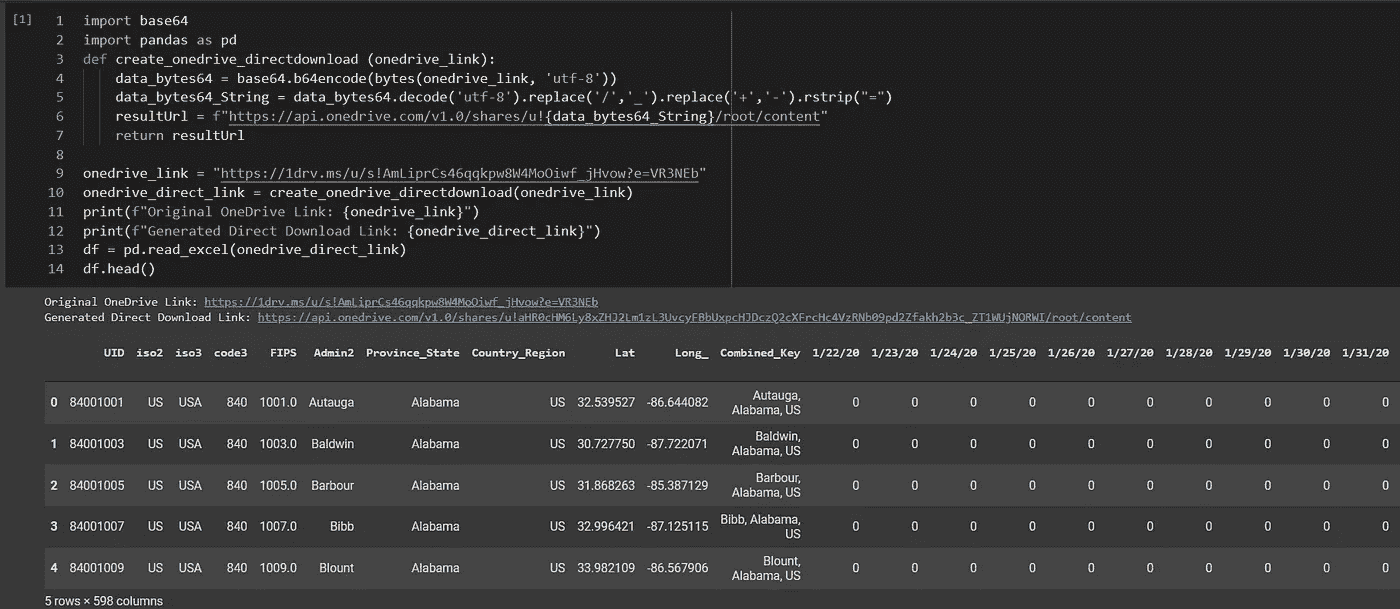 [1] 1 import base64
2 import pandas as pd
3 def create_onedrive_directdownload (onedrive_link):
4 data_bytes64 = base64.b64encode(bytes(onedrive_link, 'utf-8'))
5 data_bytes64_String = data_bytes64.decode('utf-8').replace('/','_').replace('+','-').rstrip("=")
6 resultUrl = f"https://api.onedrive.com/v1.0/shares/u!{data_bytes64_String}/root/content"
7 return resultUrl
8
9 onedrive_link = "https://1drv.ms/u/s!AmLiprCs46qqkpw8W4MoOiwf_jHvow?e=VR3NEb"
10 onedrive_direct_link = create_onedrive_directdownload(onedrive_link)
11 print(f"Original OneDrive Link: {onedrive_link}")
12 print(f"Generated Direct Download Link: {onedrive_direct_link}")
13 df = pd.read_excel(onedrive_direct_link)
14 df.head()
Original OneDrive Link: https://1drv.ms/u/s!AmLiprCs46qqkpw8W4MoOiwf_jHvow?e=VR3NEb
Generated Direct Download Link: https://api.onedrive.com/v1.0/shares/u!aHR0cHM6Ly8xZHJ2Lm1zL3UvcyFBbUxpcHJDczQ2cXFrcHc4VzRNb09pd2Zfakh2b3c_ZT1WUjNORWI/root/content
UID iso2 iso3 code3 FIPS Admin2 Province_State Country_Region Lat Long_ Combined_Key 1/22/20 1/23/20 1/24/20 1/25/20 1/26/20 1/27/20 1/28/20 1/29/20 1/30/20 1/31/20
0 84001001 US USA 840 1001.0 Autauga Alabama US 32.539527 -86.644082 Autauga, Alabama, US 0 0 0 0 0 0 0 0 0 0
1 84001003 US USA 840 1003.0 Baldwin Alabama US 30.727750 -87.722071 Baldwin, Alabama, US 0 0 0 0 0 0 0 0 0 0
2 84001005 US USA 840 1005.0 Barbour Alabama US 31.868263 -85.387129 Barbour, Alabama, US 0 0 0 0 0 0 0 0 0 0
3 84001007 US USA 840 1007.0 Bibb Alabama US 32.996421 -87.125115 Bibb, Alabama, US 0 0 0 0 0 0 0 0 0 0
4 84001009 US USA 840 1009.0 Blount Alabama US 33.982109 -86.567906 Blount, Alabama, US 0 0 0 0 0 0 0 0 0 0
5 rows × 598 columns